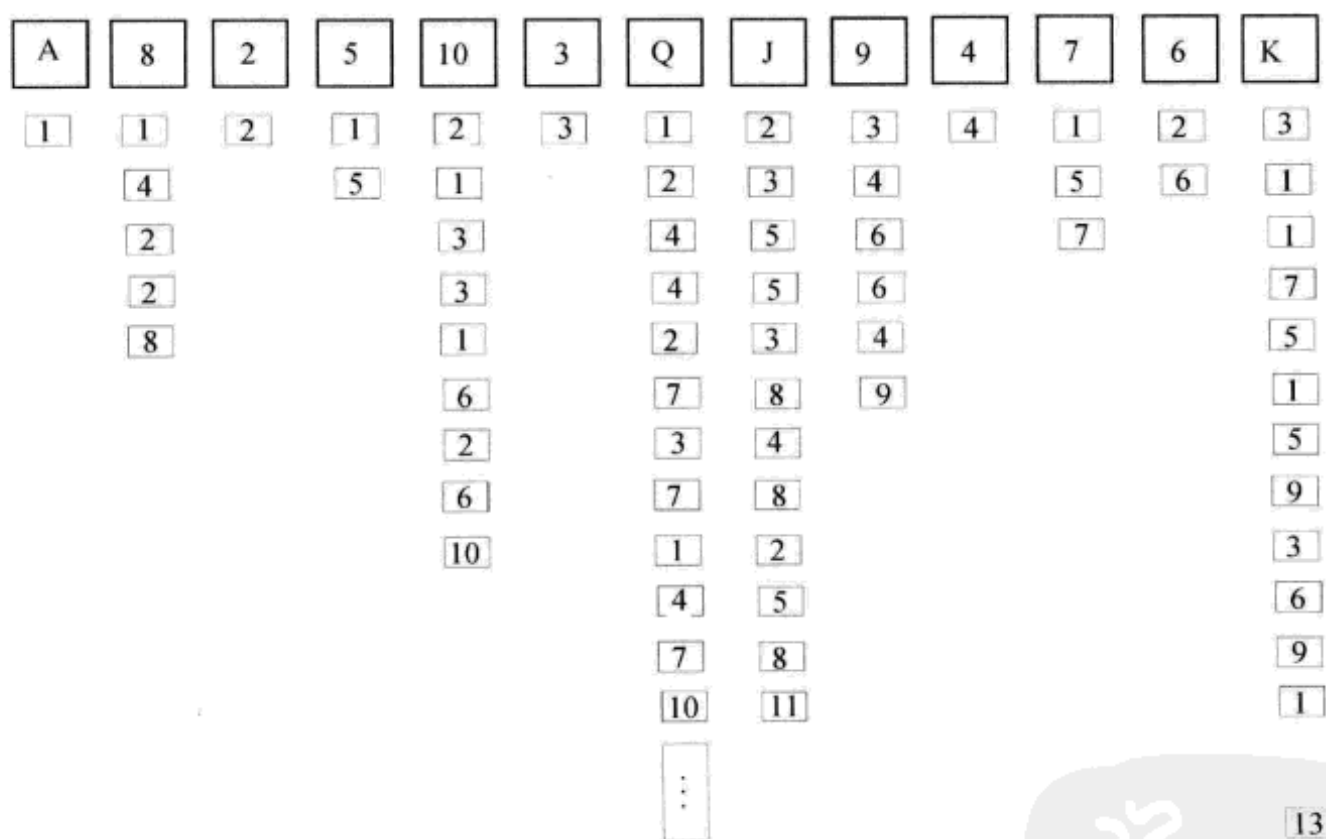 A 8 2 5 10 3 Q J 9 4 7 6 K
1 1 2 1 2 3 1 2 3 4 1 2 3
4 5 1 2 3 4 5 6 1
2 3 4 5 6 7 1
2 3 4 5 6 7
8 1 2 3 4 5
6 7 8 9 1
2 3 4 5
6 7 8 9
10 1 2 3
4 5 6
7 8 9
10 11 1
⋮
13